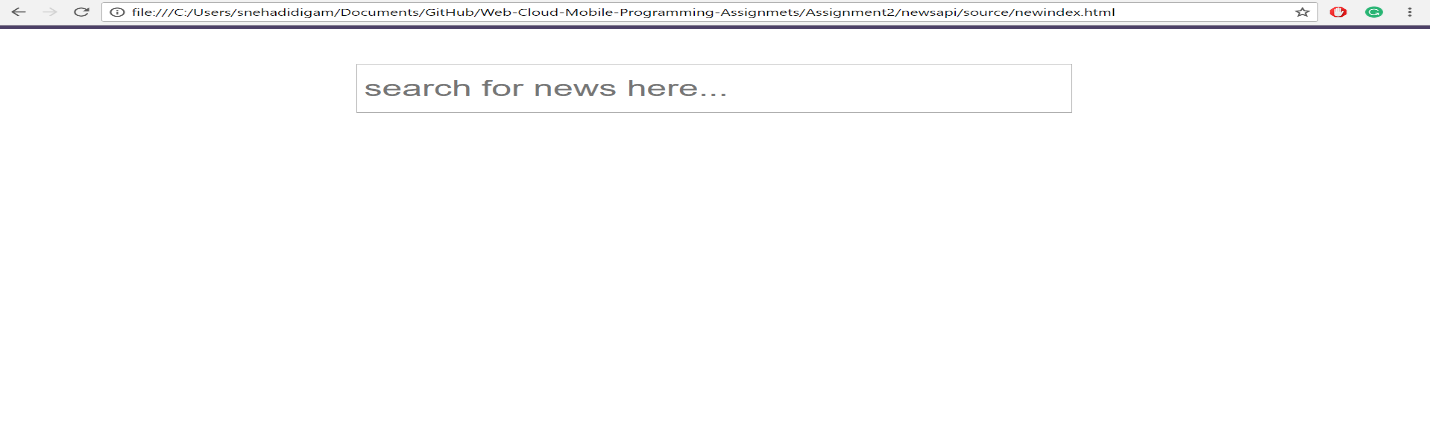 file:///C:/Users/snehadidigam/Documents/GitHub/Web-Cloud-Mobile-Programming-Assignmets/Assignment2/newsapi/source/newindex.html
search for news here...